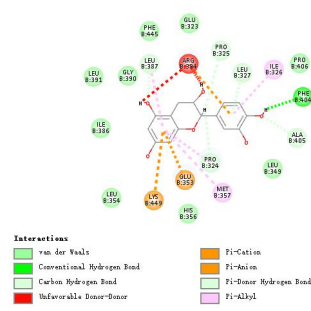 GLU
B:323
PHE
B:445
PRO
B:325
LEU
B:387
ARG
B:394
LEU
B:327
ILE
B:326
PRO
B:406
LEU
B:391
GLY
B:390
PHE
B:404
ILE
B:386
ALA
B:405
PRO
B:324
LEU
B:349
GLU
B:353
MET
B:357
LEU
B:354
LYS
B:449
HIS
B:356
Interactions
van der Waals
Conventional Hydrogen Bond
Carbon Hydrogen Bond
Unfavorable Donor-Donor
Pi-Cation
Pi-Anion
Pi-Donor Hydrogen Bond
Pi-Alkyl